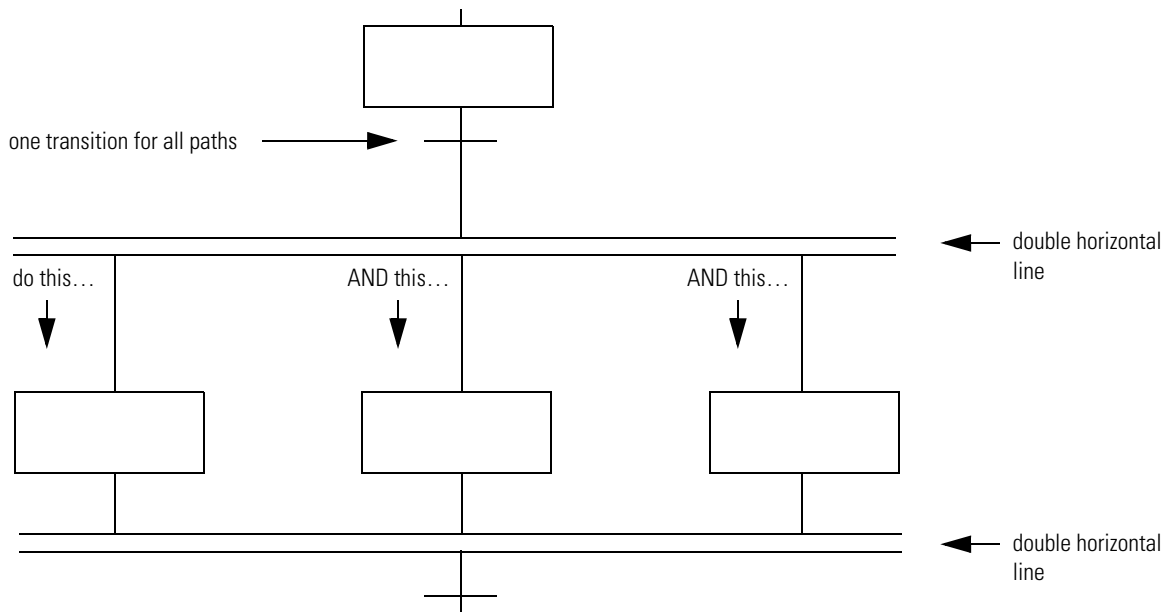 one transition for all paths
double horizontal
line
do this…
AND this…
AND this…
double horizontal
line